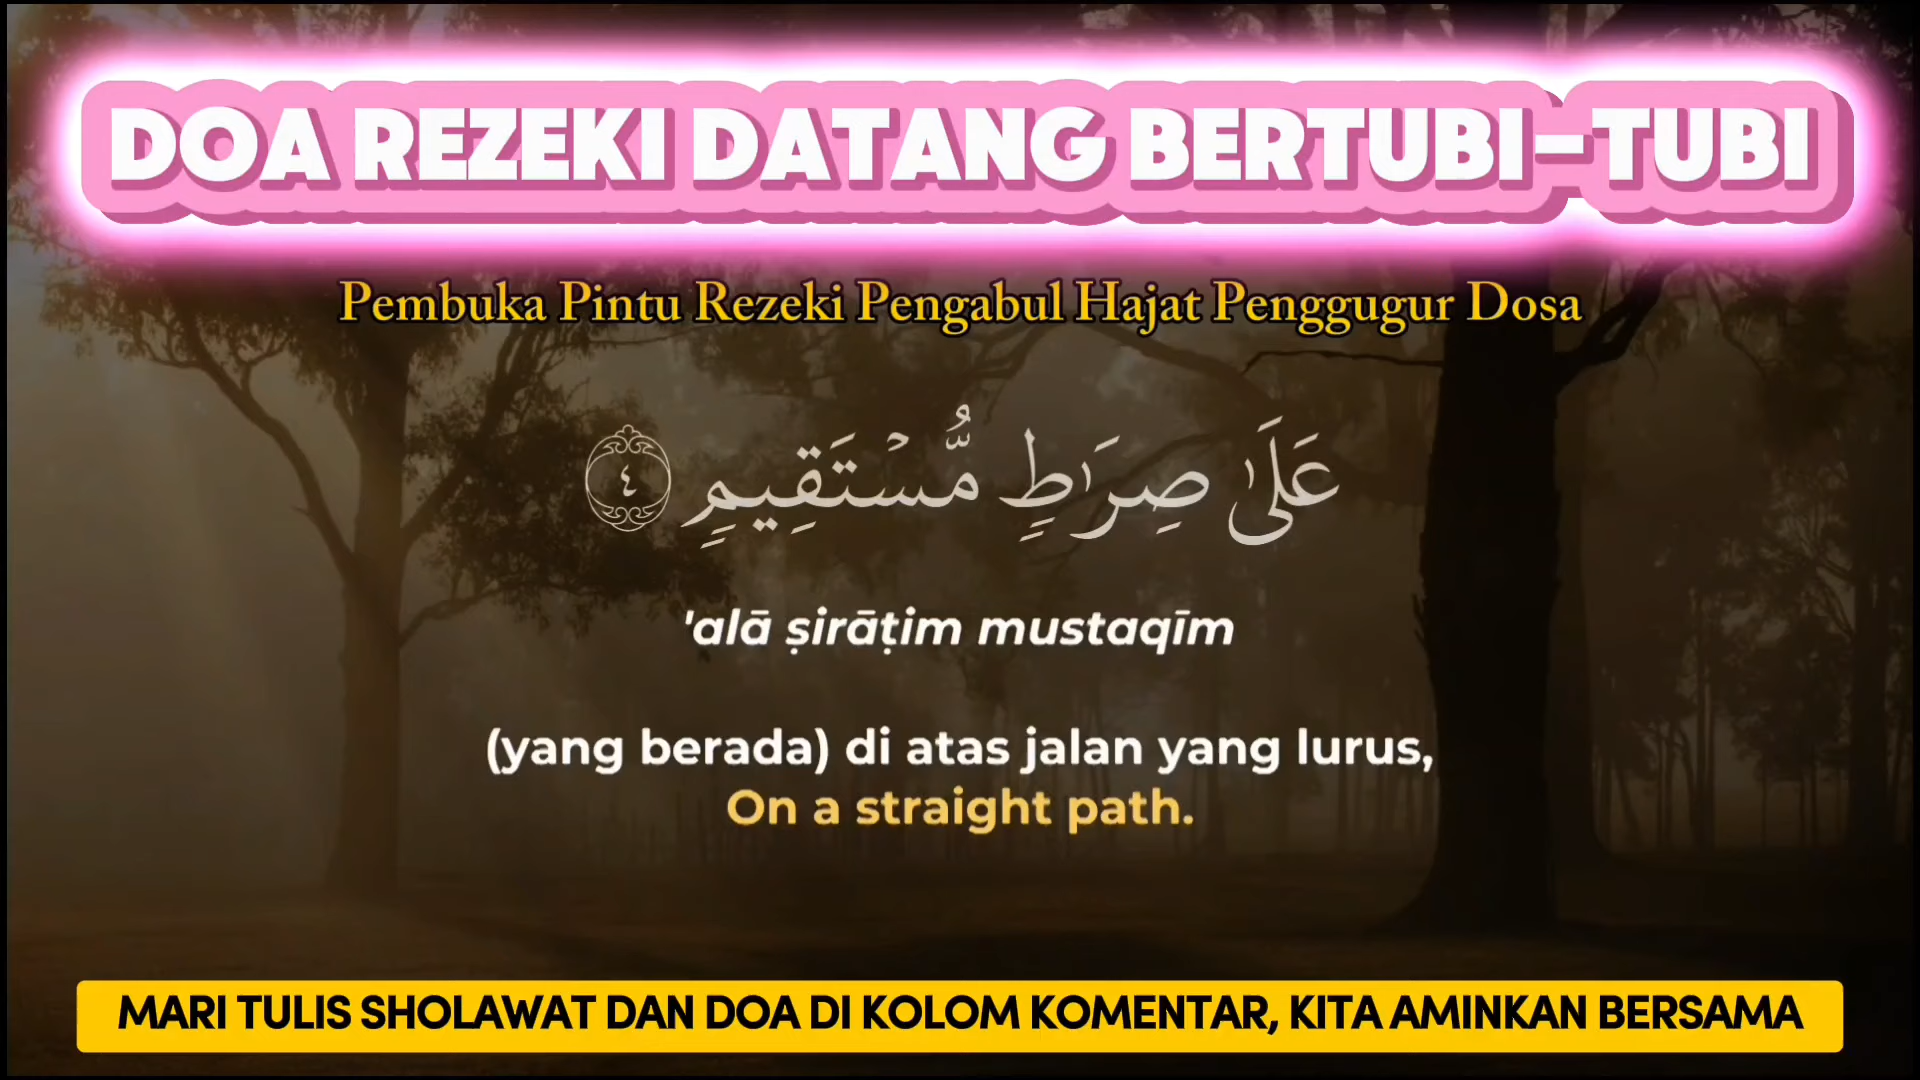 DOA REZEKI DATANG BERTUBI-TUBI
Pembuka Pintu Rezeki Pengabul Hajat Penggugur Dosa
عَلَىٰ صِرَٰطٍ مُّسْتَقِيمٍ ٤
'alā ṣirāṭim mustaqīm
(yang berada) di atas jalan yang lurus,
On a straight path.
MARI TULIS SHOLAWAT DAN DOA DI KOLOM KOMENTAR, KITA AMINKAN BERSAMA